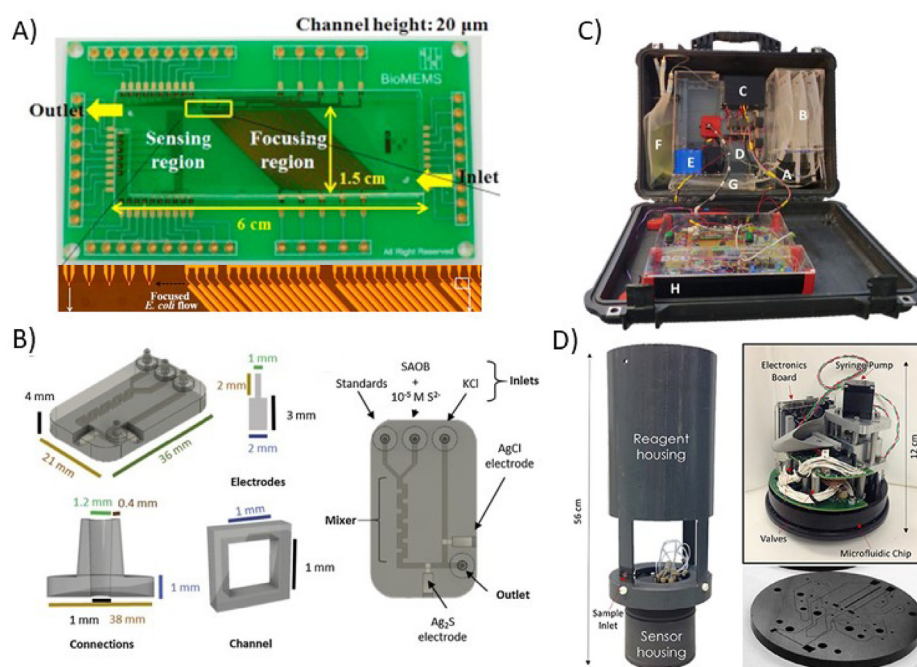 A)
Channel height: 20 μm
BioMEMS
Outlet
Sensing
region
Focusing
region
Inlet
1.5 cm
6 cm
All Right Reserved
Focused
E. coli flow
C)
C
B
F
E
D
A
G
H
B)
4 mm
21 mm
36 mm
1 mm
2 mm
3 mm
2 mm
Electrodes
1.2 mm
0.4 mm
1 mm
1 mm
38 mm
Connections
1 mm
1 mm
Channel
SAOB
+
Standards
10⁻⁵ M S²⁻
KCl
Inlets
AgCl
electrode
Mixer
Outlet
Ag₂S
electrode
D)
56 cm
Reagent
housing
Sample
Inlet
Sensor
housing
Electronics
Board
Syringe Pump
12 cm
Valves
Microfluidic Chip